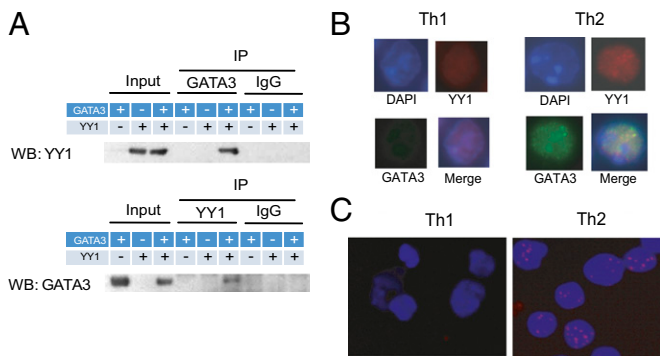 A
IP
Input GATA3 IgG
GATA3 + - + + - + + - +
YY1 - + + - + + - + +
WB: YY1
IP
Input YY1 IgG
GATA3 + - + + - + + - +
YY1 - + + - + + - + +
WB: GATA3
B
Th1 Th2
DAPI YY1 DAPI YY1
GATA3 Merge GATA3 Merge
C
Th1 Th2